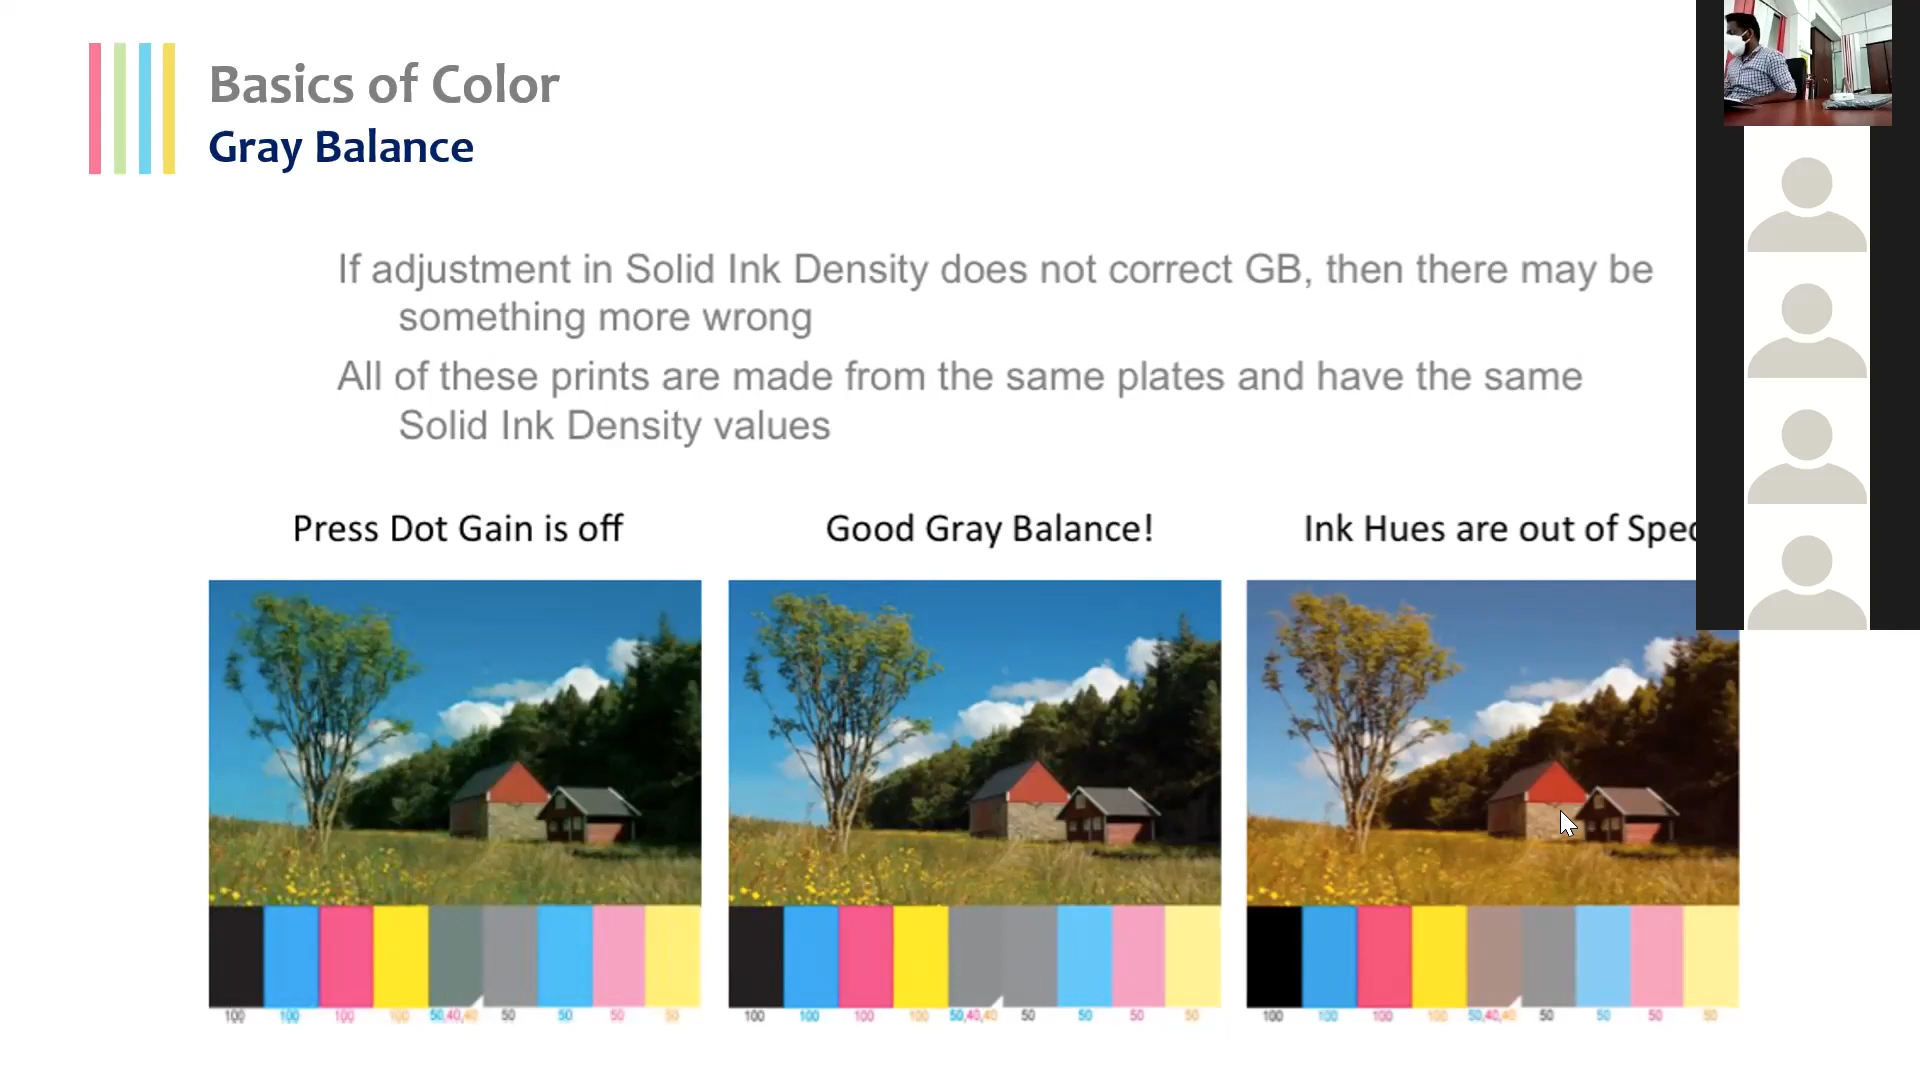 Basics of Color
Gray Balance
If adjustment in Solid Ink Density does not correct GB, then there may be
something more wrong
All of these prints are made from the same plates and have the same
Solid Ink Density values
Press Dot Gain is off
Good Gray Balance!
Ink Hues are out of Spec
100 100 100 100 50,40,40 50 50 50 50
100 100 100 100 50,40,40 50 50 50 50
100 100 100 100 50,40,40 50 50 50 50